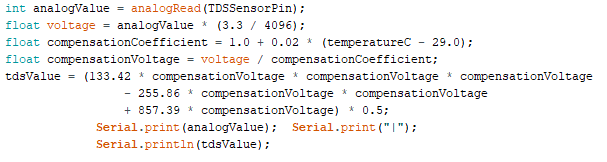 int analogValue = analogRead(TDSSensorPin);
float voltage = analogValue * (3.3 / 4096);
float compensationCoefficient = 1.0 + 0.02 * (temperatureC - 29.0);
float compensationVoltage = voltage / compensationCoefficient;
tdsValue = (133.42 * compensationVoltage * compensationVoltage * compensationVoltage
- 255.86 * compensationVoltage * compensationVoltage
+ 857.39 * compensationVoltage) * 0.5;
Serial.print(analogValue); Serial.print("|");
Serial.println(tdsValue);